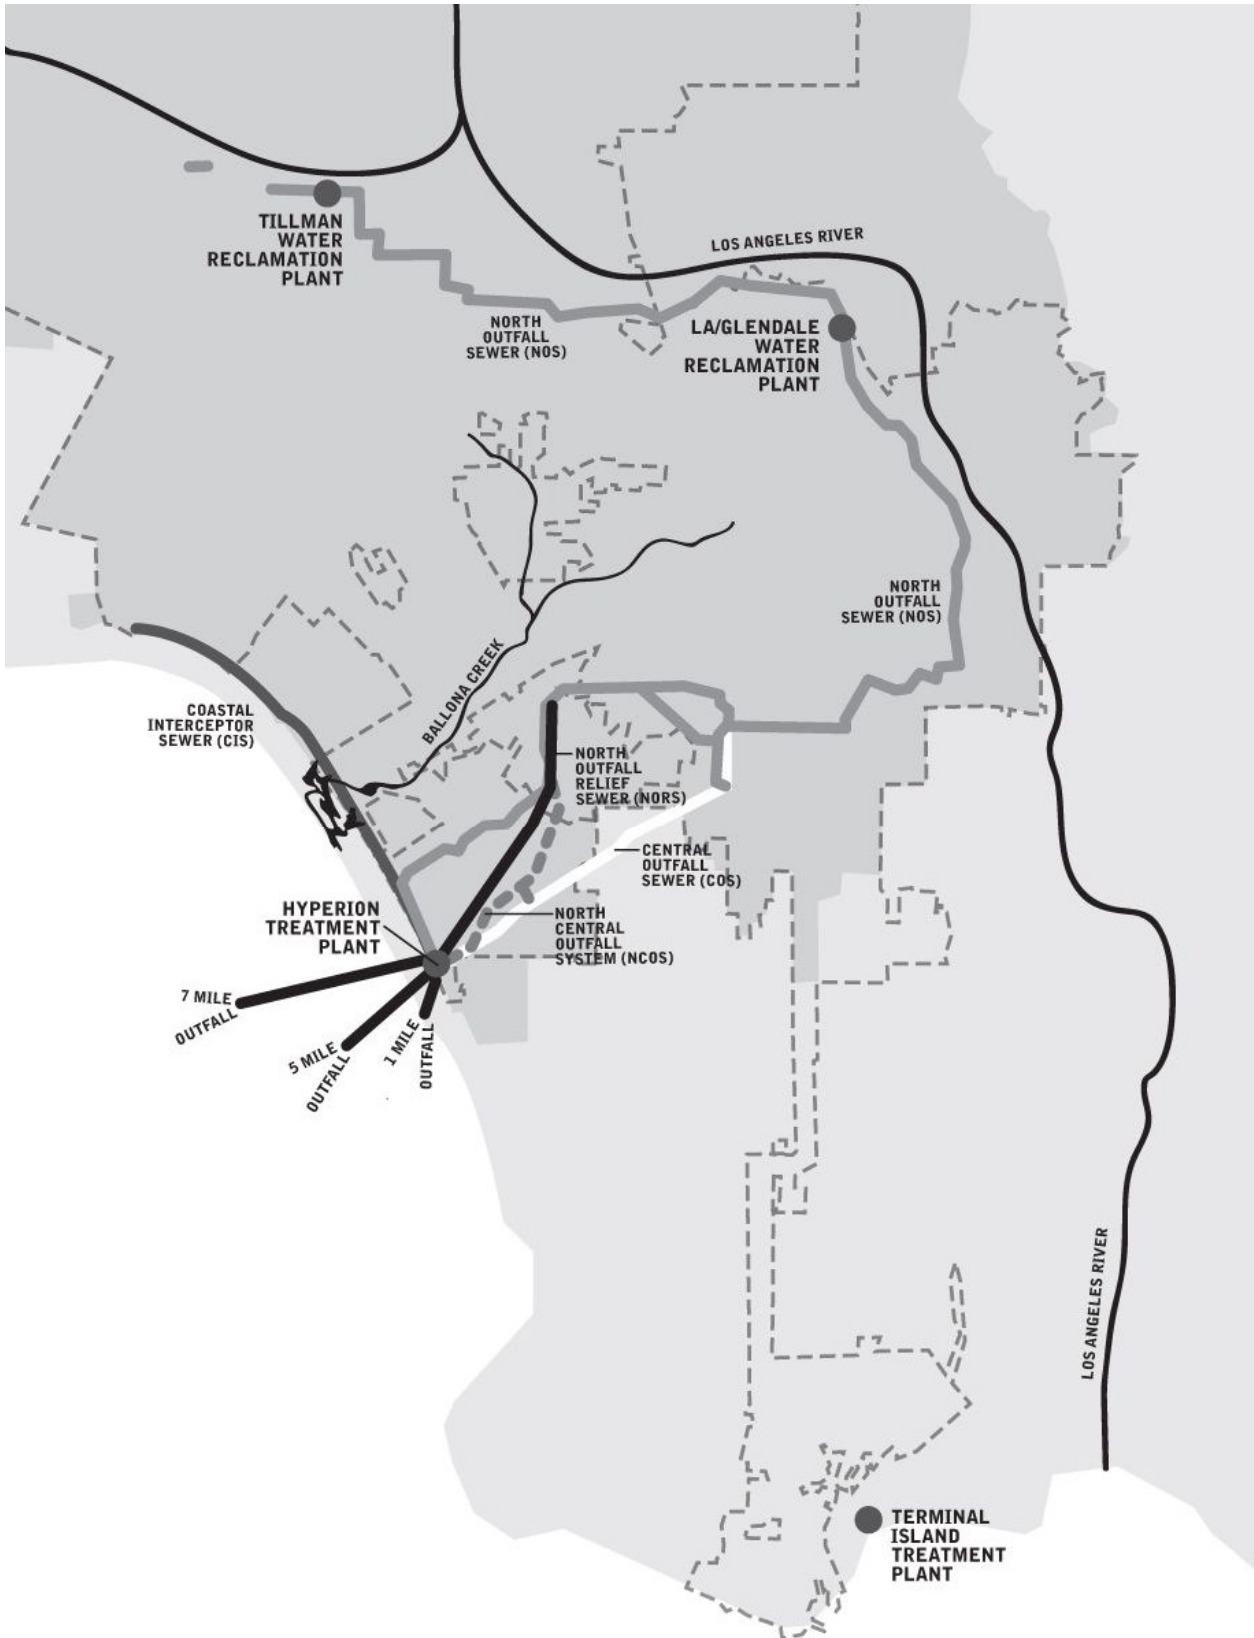 LOS ANGELES RIVER
TILLMAN
WATER
RECLAMATION
PLANT
NORTH
OUTFALL
SEWER (NOS)
LA/GLENDALE
WATER
RECLAMATION
PLANT
NORTH
OUTFALL
SEWER (NOS)
BALLONA CREEK
COASTAL
INTERCEPTOR
SEWER (CIS)
NORTH
OUTFALL
RELIEF
SEWER (NORS)
CENTRAL
OUTFALL
SEWER (COS)
HYPERION
TREATMENT
PLANT
NORTH
CENTRAL
OUTFALL
SYSTEM (NCOS)
7 MILE
OUTFALL
5 MILE
OUTFALL
1 MILE
OUTFALL
LOS ANGELES RIVER
TERMINAL
ISLAND
TREATMENT
PLANT